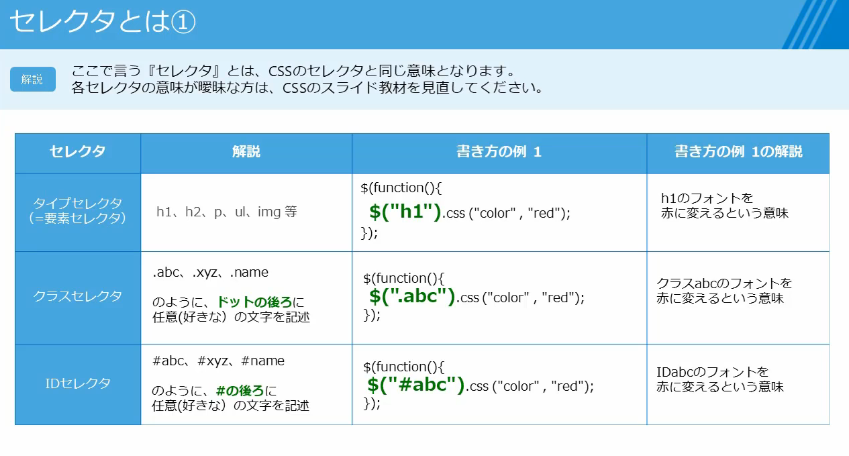 セレクタとは①
解説
ここで言う『セレクタ』とは、CSSのセレクタと同じ意味となります。
各セレクタの意味が曖昧な方は、CSSのスライド教材を見直してください。
セレクタ
解説
書き方の例 1
書き方の例 1の解説
タイプセレクタ
(=要素セレクタ)
h1、h2、p、ul、img 等
$(function(){
$("h1").css ("color" , "red");
});
h1のフォントを
赤に変えるという意味
クラスセレクタ
.abc、.xyz、.name
のように、ドットの後ろに
任意(好きな）の文字を記述
$(function(){
$(".abc").css ("color" , "red");
});
クラスabcのフォントを
赤に変えるという意味
IDセレクタ
#abc、#xyz、#name
のように、#の後ろに
任意(好きな）の文字を記述
$(function(){
$("#abc").css ("color" , "red");
});
IDabcのフォントを
赤に変えるという意味